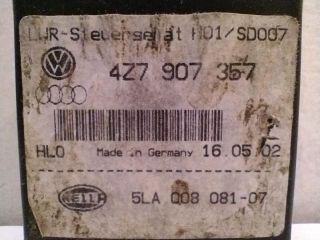 LWR-Steuergerät H01/SD007
4Z7 907 357
HLO Made in Germany 16.05.02
HELLA 5LA 008 081-07